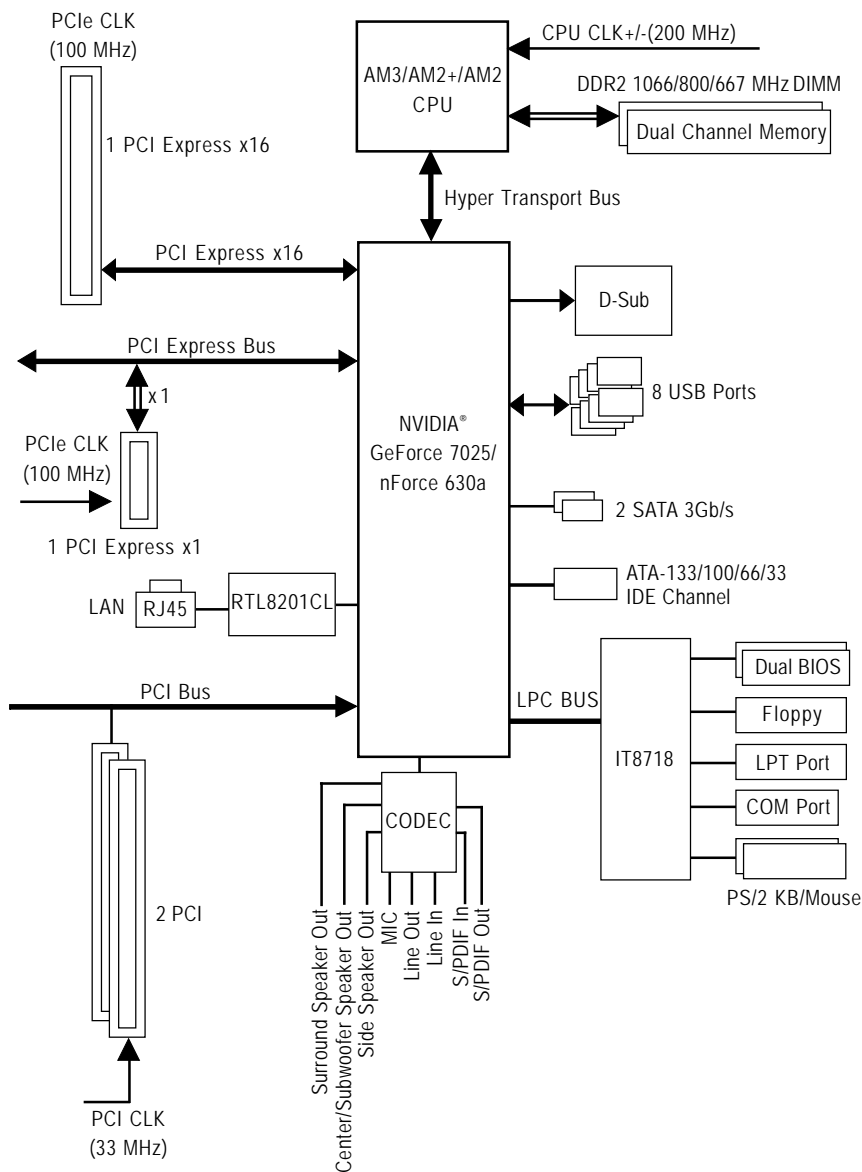 PCIe CLK
(100 MHz)
1 PCI Express x16
AM3/AM2+/AM2
CPU
CPU CLK+/-(200 MHz)
DDR2 1066/800/667 MHz DIMM
Dual Channel Memory
Hyper Transport Bus
PCI Express x16
D-Sub
PCI Express Bus
x1
8 USB Ports
NVIDIA®
GeForce 7025/
nForce 630a
PCIe CLK
(100 MHz)
1 PCI Express x1
2 SATA 3Gb/s
ATA-133/100/66/33
IDE Channel
LAN
RJ45
RTL8201CL
PCI Bus
LPC BUS
IT8718
Dual BIOS
Floppy
LPT Port
COM Port
PS/2 KB/Mouse
CODEC
2 PCI
Surround Speaker Out
Center/Subwoofer Speaker Out
Side Speaker Out
MIC
Line Out
Line In
S/PDIF In
S/PDIF Out
PCI CLK
(33 MHz)